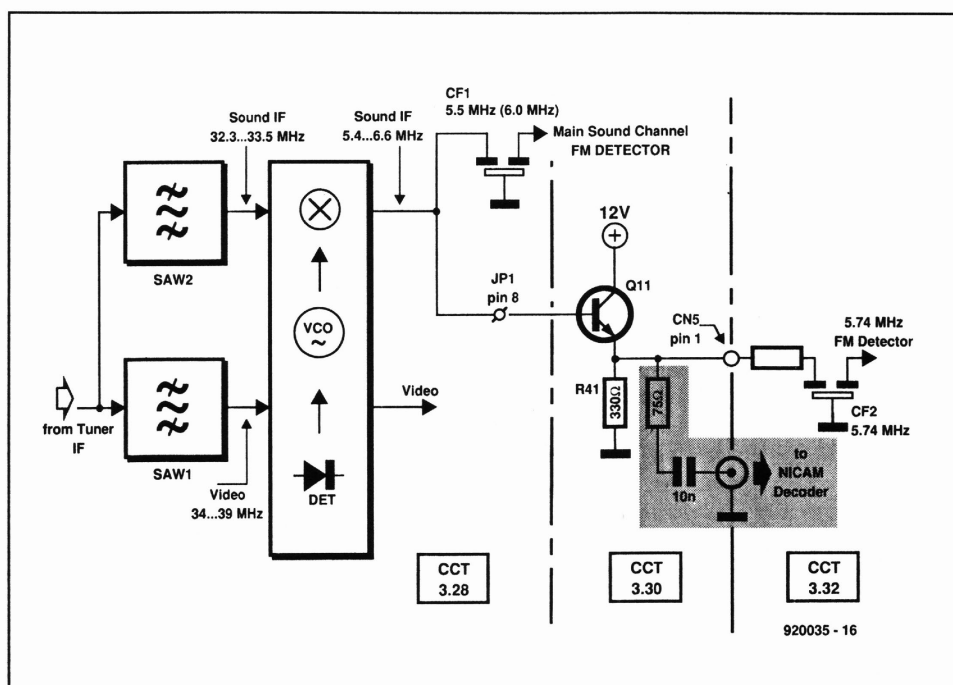 Sound IF
32.3...33.5 MHz
Sound IF
5.4...6.6 MHz
CF1
5.5 MHz (6.0 MHz)
Main Sound Channel
FM DETECTOR
SAW2
12V
JP1
pin 8
Q11
CN5
pin 1
5.74 MHz
FM Detector
VCO
~
Video
R41
330Ω
75Ω
CF2
5.74 MHz
from Tuner
IF
SAW1
Video
34...39 MHz
DET
10n
to
NICAM
Decoder
CCT
3.28
CCT
3.30
CCT
3.32
920035 - 16